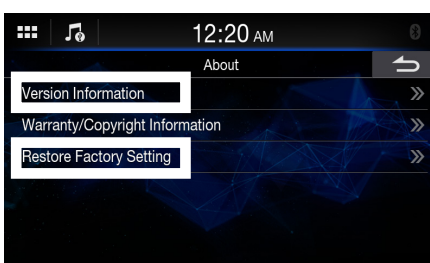 12:20 AM
About
Version Information
Warranty/Copyright Information
Restore Factory Setting